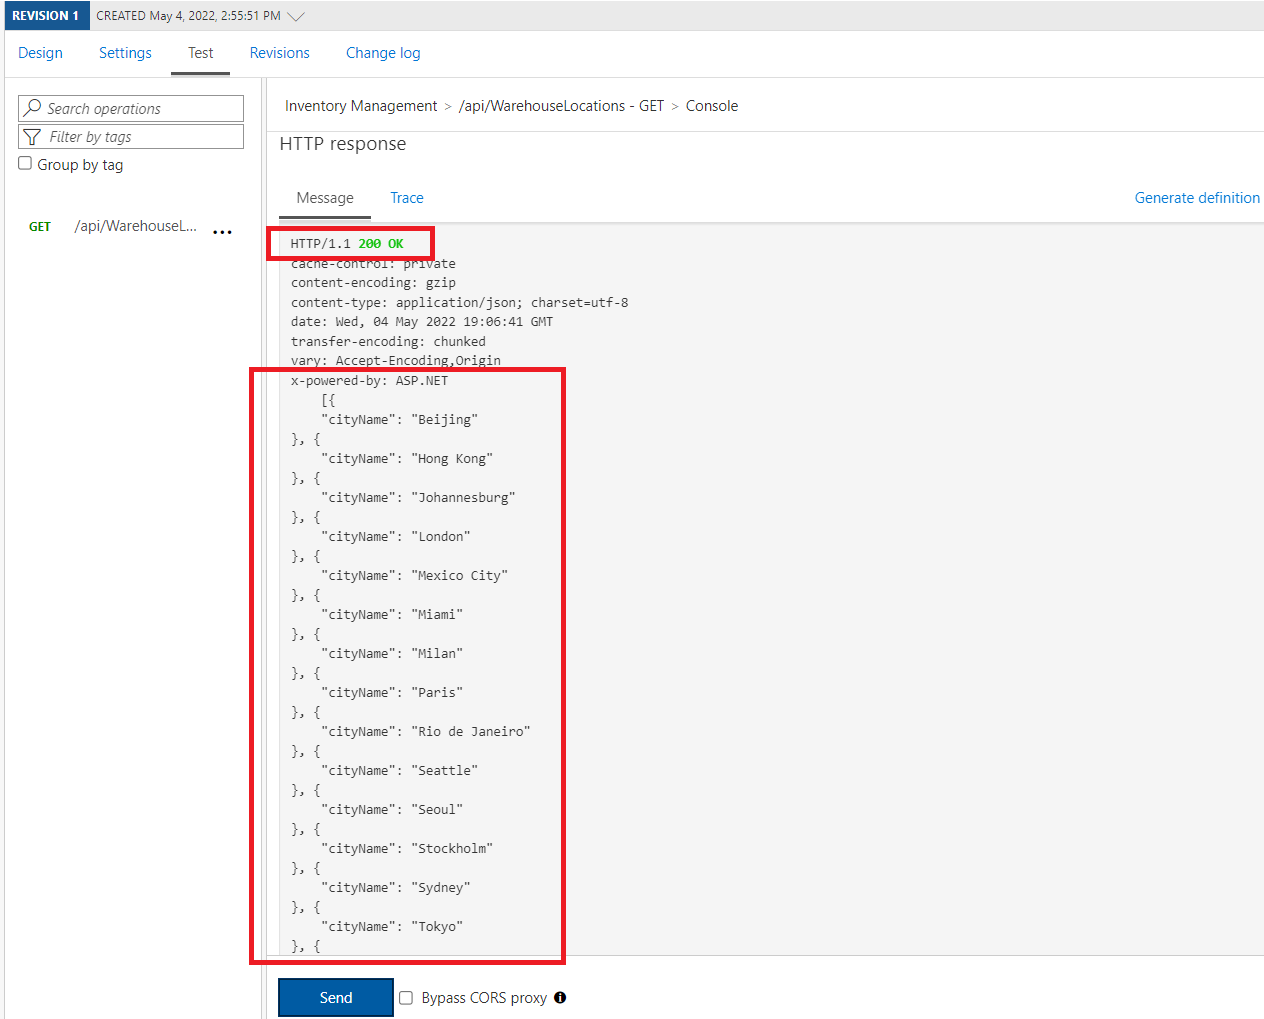 REVISION 1 CREATED May 4, 2022, 2:55:51 PM
Design Settings Test Revisions Change log
Search operations
Filter by tags
Group by tag
GET /api/WarehouseL... ...
Inventory Management > /api/WarehouseLocations - GET > Console
HTTP response
Message Trace Generate definition
HTTP/1.1 200 OK
cache-control: private
content-encoding: gzip
content-type: application/json; charset=utf-8
date: Wed, 04 May 2022 19:06:41 GMT
transfer-encoding: chunked
vary: Accept-Encoding,Origin
x-powered-by: ASP.NET
[{
"cityName": "Beijing"
}, {
"cityName": "Hong Kong"
}, {
"cityName": "Johannesburg"
}, {
"cityName": "London"
}, {
"cityName": "Mexico City"
}, {
"cityName": "Miami"
}, {
"cityName": "Milan"
}, {
"cityName": "Paris"
}, {
"cityName": "Rio de Janeiro"
}, {
"cityName": "Seattle"
}, {
"cityName": "Seoul"
}, {
"cityName": "Stockholm"
}, {
"cityName": "Sydney"
}, {
"cityName": "Tokyo"
}, {
Send Bypass CORS proxy